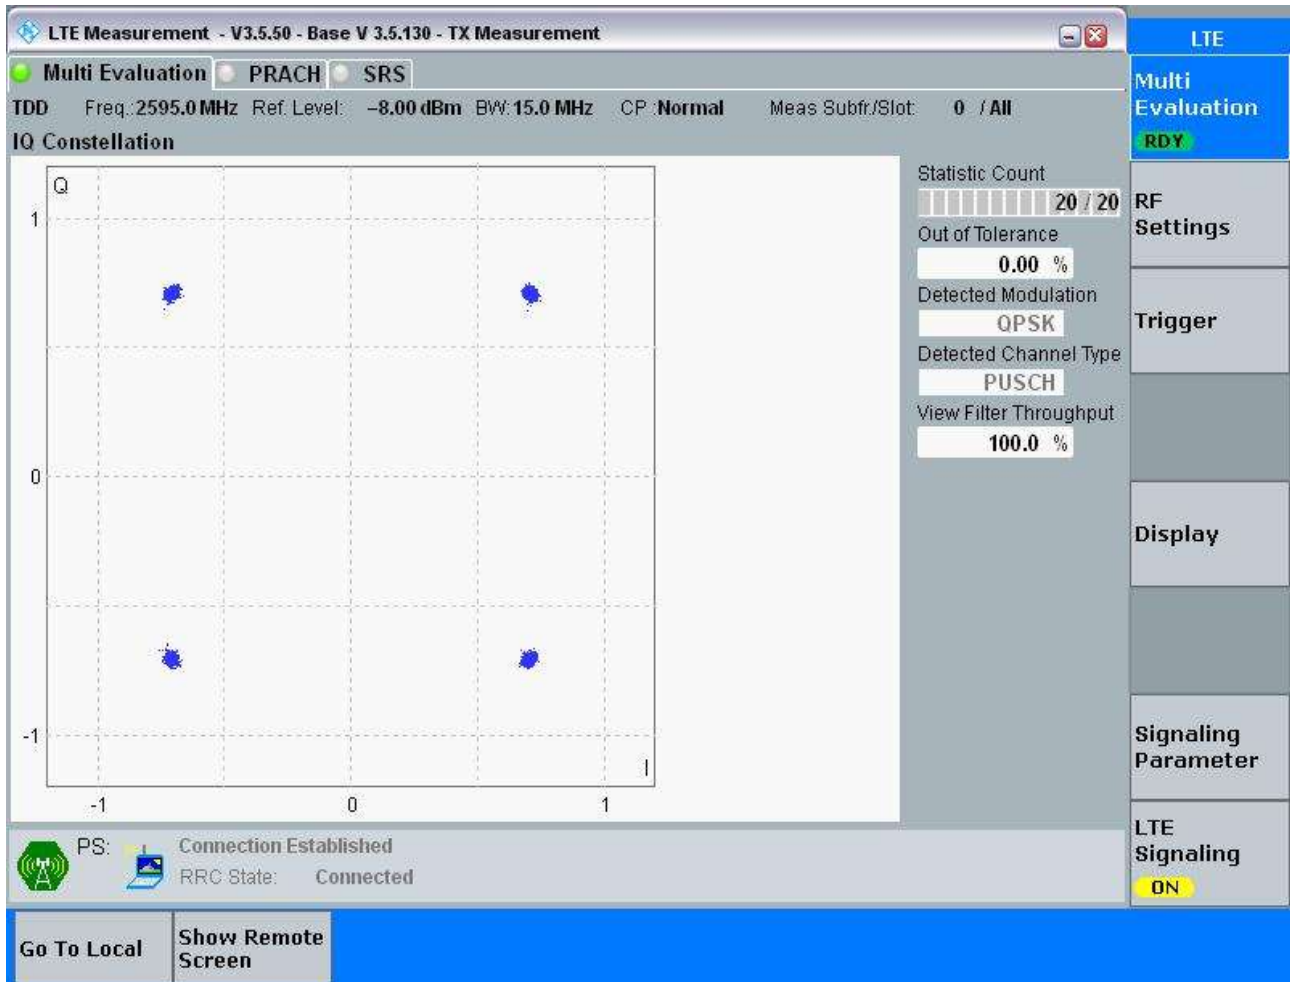 LTE Measurement - V3.5.50 - Base V 3.5.130 - TX Measurement
LTE
Multi Evaluation PRACH SRS
TDD Freq.:2595.0 MHz Ref. Level: -8.00 dBm BW:15.0 MHz CP :Normal Meas Subfr./Slot: 0 / All
IQ Constellation
Multi
Evaluation
RDY
Q
1
0
-1
-1 0 1
I
Statistic Count
20 / 20
Out of Tolerance
0.00 %
Detected Modulation
QPSK
Detected Channel Type
PUSCH
View Filter Throughput
100.0 %
RF
Settings
Trigger
Display
Signaling
Parameter
LTE
Signaling
ON
PS: Connection Established
RRC State: Connected
Go To Local
Show Remote
Screen